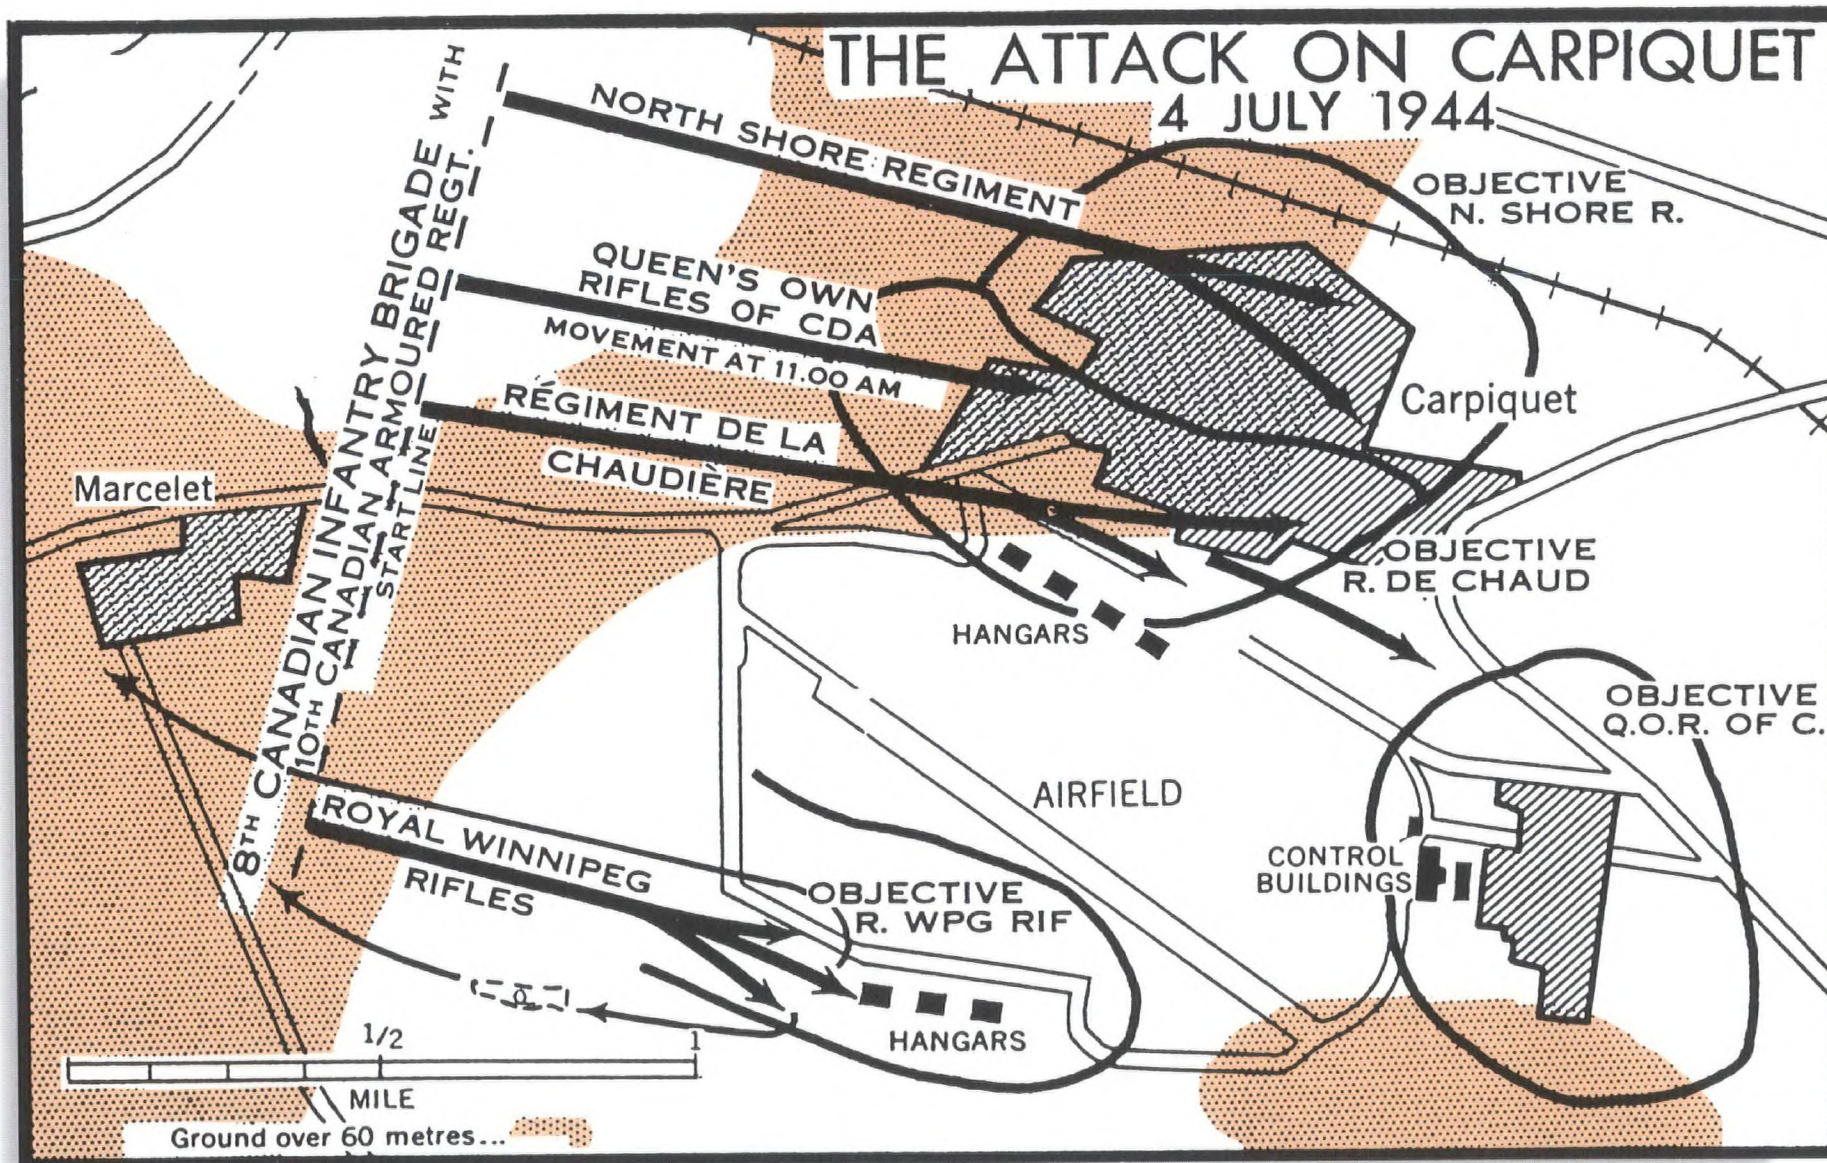 THE ATTACK ON CARPIQUET
4 JULY 1944
8TH CANADIAN INFANTRY BRIGADE WITH
10TH CANADIAN ARMOURED REGT.
START LINE
NORTH SHORE REGIMENT
OBJECTIVE
N. SHORE R.
QUEEN'S OWN
RIFLES OF CDA
MOVEMENT AT 11.00 AM
RÉGIMENT DE LA
CHAUDIÈRE
Carpiquet
Marcelet
OBJECTIVE
R. DE CHAUD
HANGARS
OBJECTIVE
Q.O.R. OF C.
AIRFIELD
ROYAL WINNIPEG
RIFLES
OBJECTIVE
R. WPG RIF
CONTROL
BUILDINGS
HANGARS
1/2
1
MILE
Ground over 60 metres...